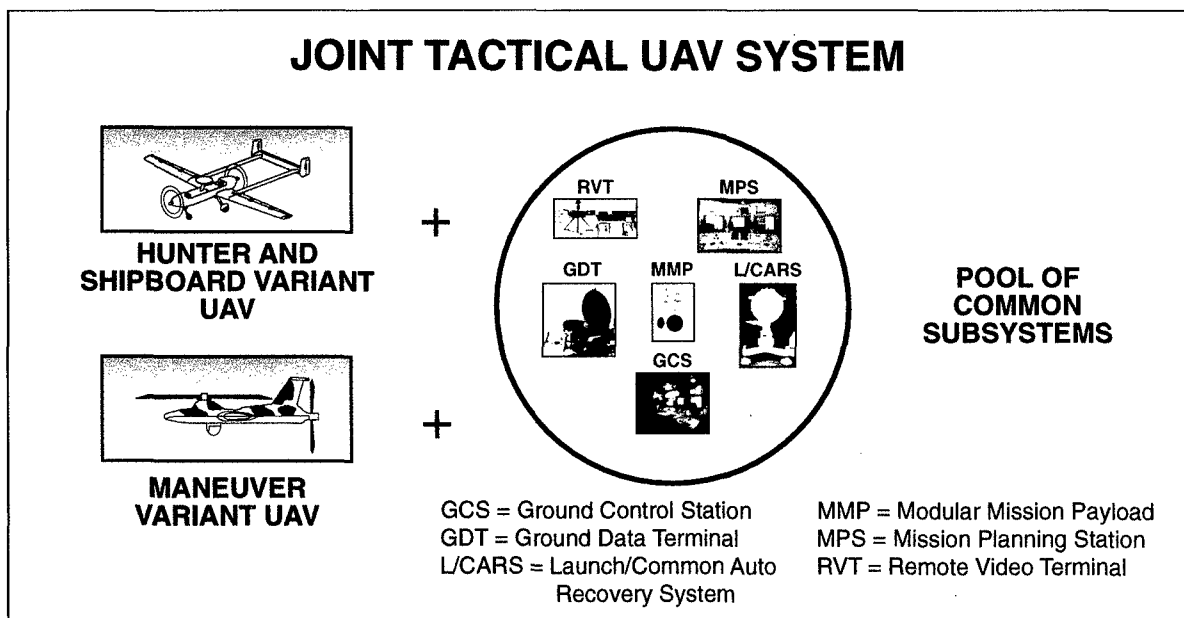 JOINT TACTICAL UAV SYSTEM
HUNTER AND
SHIPBOARD VARIANT
UAV
+
RVT
MPS
GDT
MMP
L/CARS
GCS
POOL OF
COMMON
SUBSYSTEMS
+
MANEUVER
VARIANT UAV
GCS = Ground Control Station
GDT = Ground Data Terminal
L/CARS = Launch/Common Auto
Recovery System
MMP = Modular Mission Payload
MPS = Mission Planning Station
RVT = Remote Video Terminal